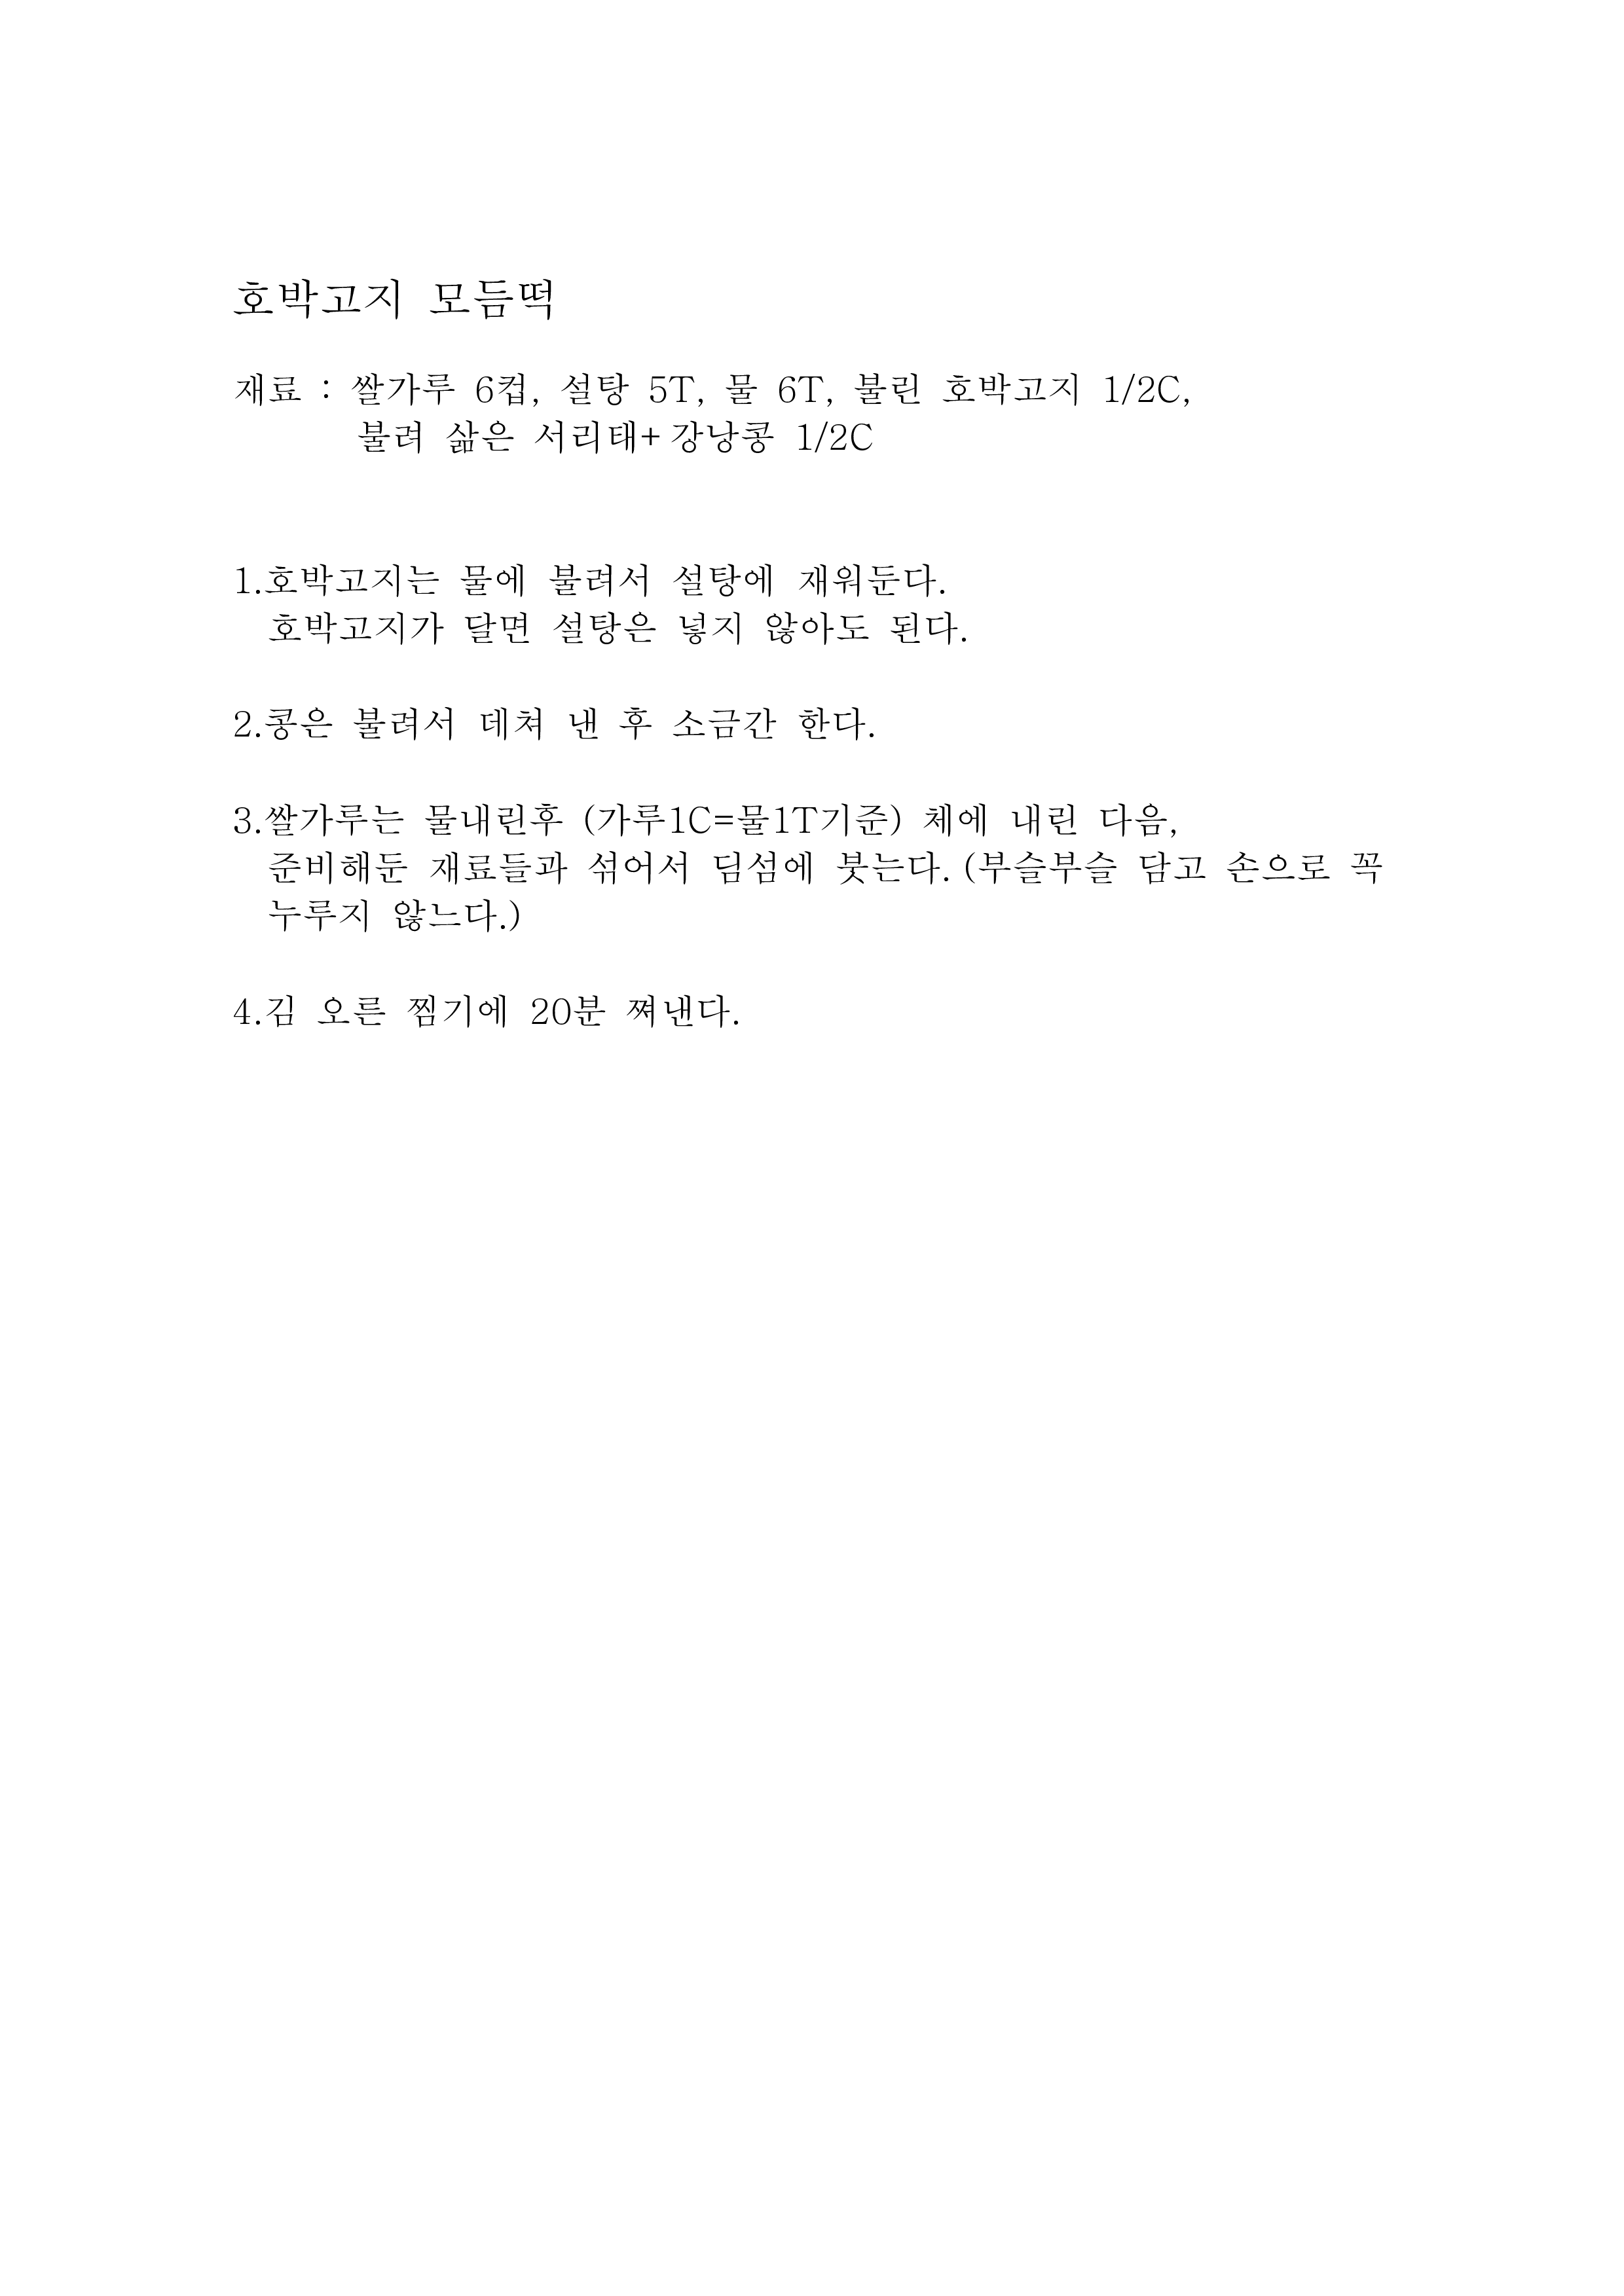 호박고지 모듬떡
재료 : 쌀가루 6컵, 설탕 5T, 물 6T, 불린 호박고지 1/2C,
불려 삶은 서리태+강낭콩 1/2C
1.호박고지는 물에 불려서 설탕에 재워둔다.
호박고지가 달면 설탕은 넣지 않아도 된다.
2.콩은 불려서 데쳐 낸 후 소금간 한다.
3.쌀가루는 물내린후 (가루1C=물1T기준) 체에 내린 다음,
준비해둔 재료들과 섞어서 딤섬에 붓는다. (부슬부슬 담고 손으로 꼭
누루지 않느다.)
4.김 오른 찜기에 20분 쪄낸다.